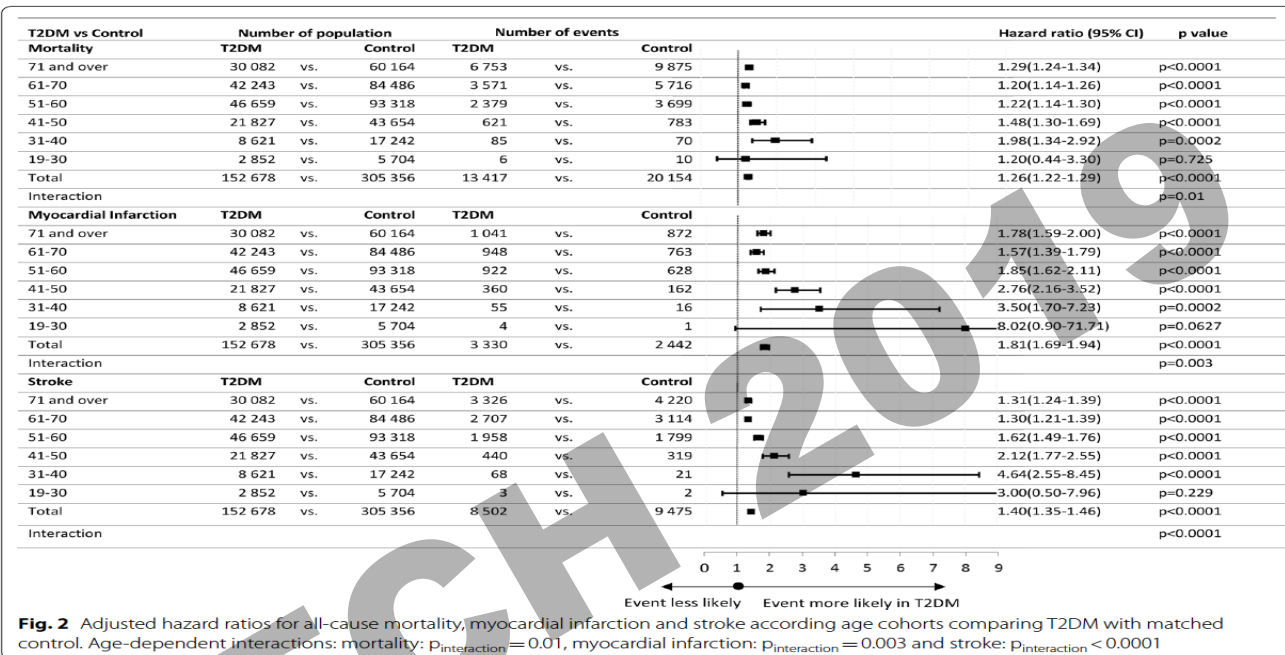 T2DM vs Control Number of population Number of events Hazard ratio (95% CI) p value
Mortality T2DM Control T2DM Control
71 and over 30 082 vs. 60 164 6 753 vs. 9 875 1.29(1.24-1.34) p<0.0001
61-70 42 243 vs. 84 486 3 571 vs. 5 716 1.20(1.14-1.26) p<0.0001
51-60 46 659 vs. 93 318 2 379 vs. 3 699 1.22(1.14-1.30) p<0.0001
41-50 21 827 vs. 43 654 621 vs. 783 1.48(1.30-1.69) p<0.0001
31-40 8 621 vs. 17 242 85 vs. 70 1.98(1.34-2.92) p=0.0002
19-30 2 852 vs. 5 704 6 vs. 10 1.20(0.44-3.30) p=0.725
Total 152 678 vs. 305 356 13 417 vs. 20 154 1.26(1.22-1.29) p<0.0001
Interaction p=0.01
Myocardial Infarction T2DM Control T2DM Control
71 and over 30 082 vs. 60 164 1 041 vs. 872 1.78(1.59-2.00) p<0.0001
61-70 42 243 vs. 84 486 948 vs. 763 1.57(1.39-1.79) p<0.0001
51-60 46 659 vs. 93 318 922 vs. 628 1.85(1.62-2.11) p<0.0001
41-50 21 827 vs. 43 654 360 vs. 162 2.76(2.16-3.52) p<0.0001
31-40 8 621 vs. 17 242 55 vs. 16 3.50(1.70-7.23) p=0.0002
19-30 2 852 vs. 5 704 4 vs. 1 8.02(0.90-71.71) p=0.0627
Total 152 678 vs. 305 356 3 330 vs. 2 442 1.81(1.69-1.94) p<0.0001
Interaction p=0.003
Stroke T2DM Control T2DM Control
71 and over 30 082 vs. 60 164 3 326 vs. 4 220 1.31(1.24-1.39) p<0.0001
61-70 42 243 vs. 84 486 2 707 vs. 3 114 1.30(1.21-1.39) p<0.0001
51-60 46 659 vs. 93 318 1 958 vs. 1 799 1.62(1.49-1.76) p<0.0001
41-50 21 827 vs. 43 654 440 vs. 319 2.12(1.77-2.55) p<0.0001
31-40 8 621 vs. 17 242 68 vs. 21 4.64(2.55-8.45) p<0.0001
19-30 2 852 vs. 5 704 3 vs. 2 3.00(0.50-7.96) p=0.229
Total 152 678 vs. 305 356 8 502 vs. 9 475 1.40(1.35-1.46) p<0.0001
Interaction p<0.0001
0 1 2 3 4 5 6 7 8 9
Event less likely Event more likely in T2DM
Fig. 2 Adjusted hazard ratios for all-cause mortality, myocardial infarction and stroke according age cohorts comparing T2DM with matched
control. Age-dependent interactions: mortality: pinteraction = 0.01, myocardial infarction: pinteraction = 0.003 and stroke: pinteraction < 0.0001
TCH 2019